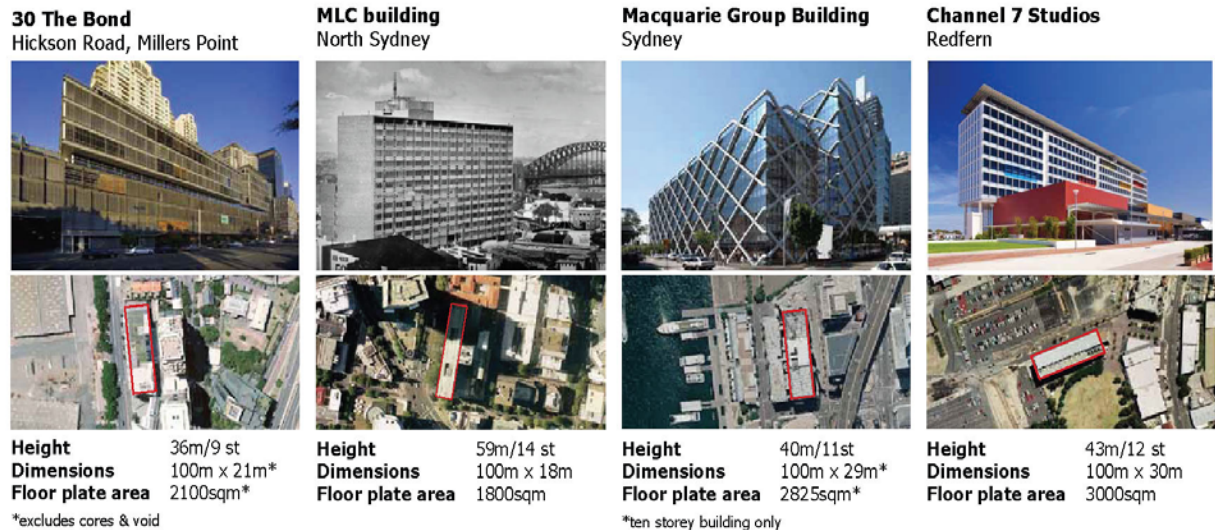 30 The Bond
Hickson Road, Millers Point
MLC building
North Sydney
Macquarie Group Building
Sydney
Channel 7 Studios
Redfern
Height 36m/9 st
Dimensions 100m x 21m*
Floor plate area 2100sqm*
*excludes cores & void
Height 59m/14 st
Dimensions 100m x 18m
Floor plate area 1800sqm
Height 40m/11st
Dimensions 100m x 29m*
Floor plate area 2825sqm*
*ten storey building only
Height 43m/12 st
Dimensions 100m x 30m
Floor plate area 3000sqm